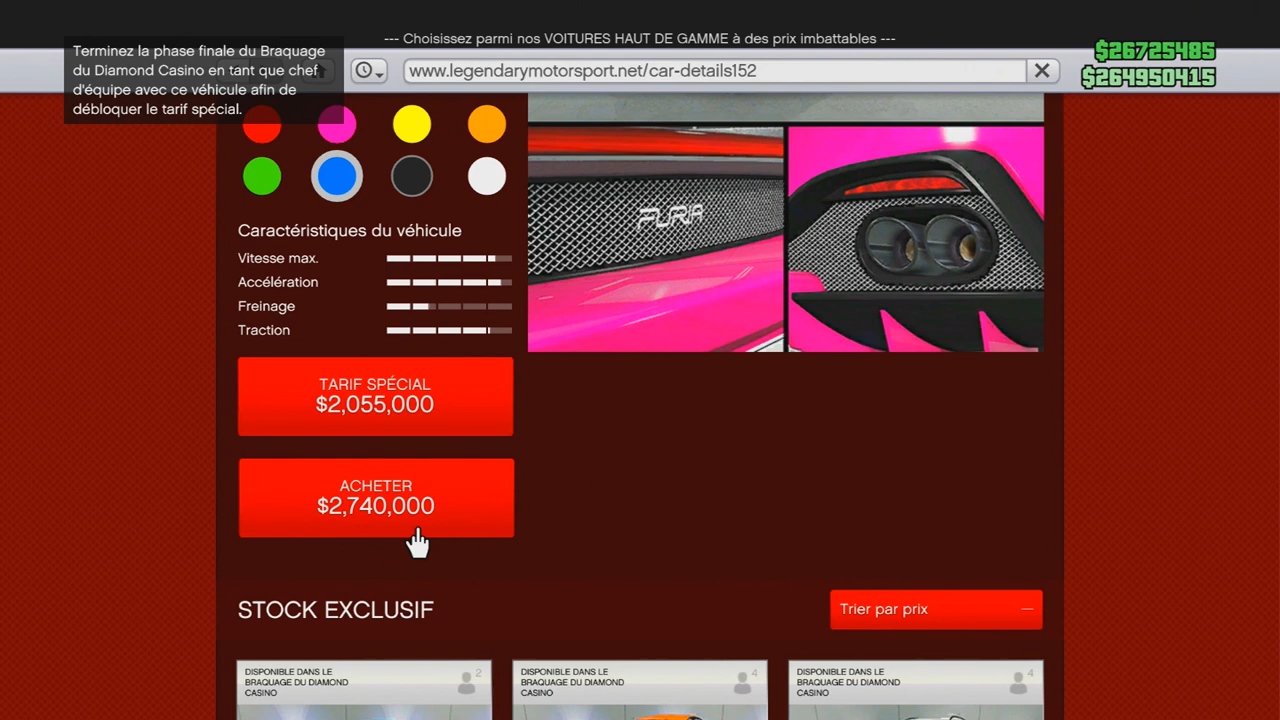 --- Choisissez parmi nos VOITURES HAUT DE GAMME à des prix imbattables ---
Terminez la phase finale du Braquage
du Diamond Casino en tant que chef
d'équipe avec ce véhicule afin de
débloquer le tarif spécial.
www.legendarymotorsport.net/car-details152
$26725485
$264950415
FURIA
Caractéristiques du véhicule
Vitesse max.
Accélération
Freinage
Traction
TARIF SPÉCIAL
$2,055,000
ACHETER
$2,740,000
STOCK EXCLUSIF
Trier par prix
DISPONIBLE DANS LE
BRAQUAGE DU DIAMOND
CASINO
2
DISPONIBLE DANS LE
BRAQUAGE DU DIAMOND
CASINO
4
DISPONIBLE DANS LE
BRAQUAGE DU DIAMOND
CASINO
4